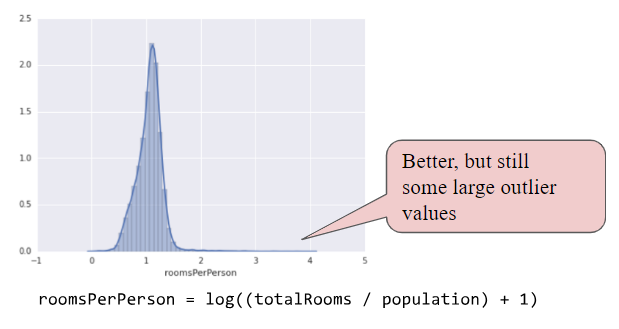 2.5
2.0
1.5
1.0
0.5
0.0
−1 0 1 2 3 4 5
roomsPerPerson
Better, but still
some large outlier
values
roomsPerPerson = log((totalRooms / population) + 1)